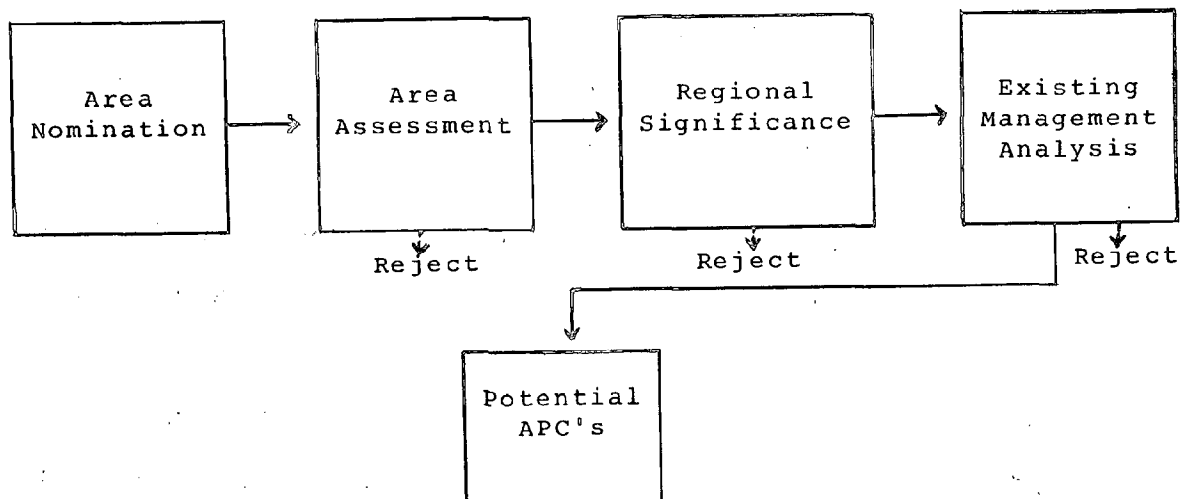 Area
Nomination
Area
Assessment
Regional
Significance
Existing
Management
Analysis
Reject
Reject
Reject
Potential
APC's